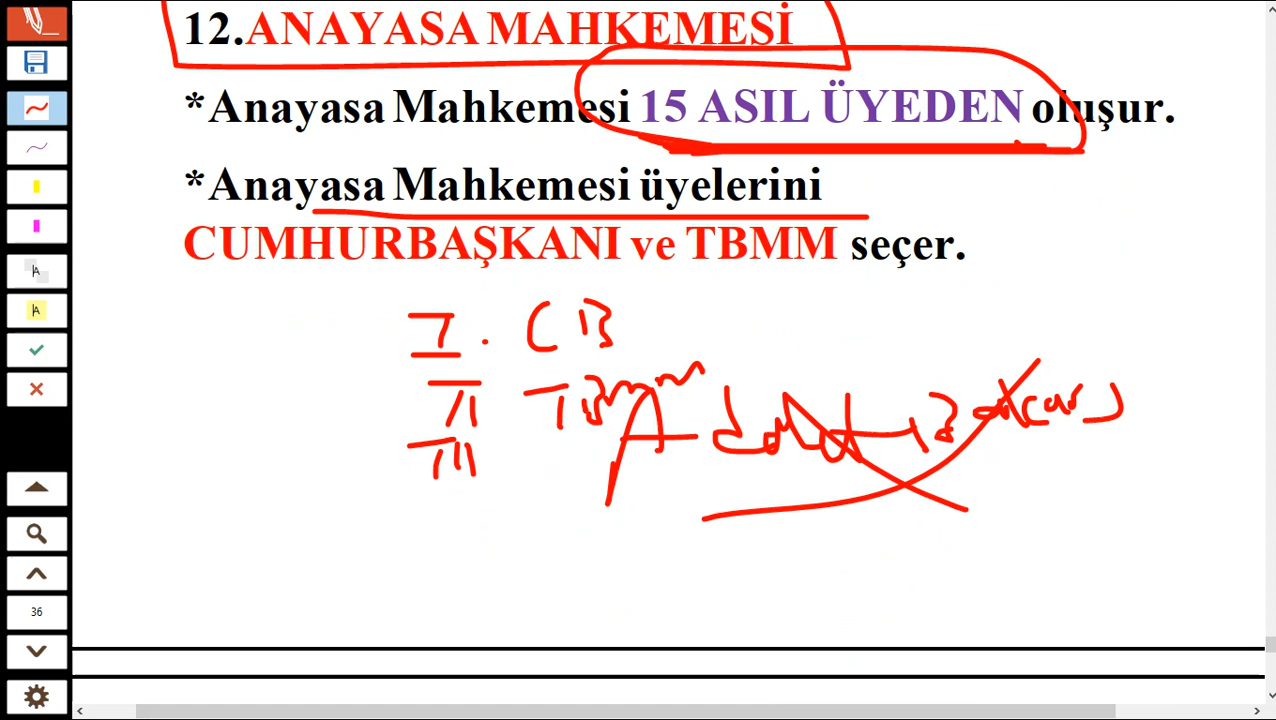 12.ANAYASA MAHKEMESİ
*Anayasa Mahkemesi 15 ASIL ÜYEDEN oluşur.
*Anayasa Mahkemesi üyelerini
CUMHURBAŞKANI ve TBMM seçer.
I. CB
II TBMM
III Adalet
A
A
36